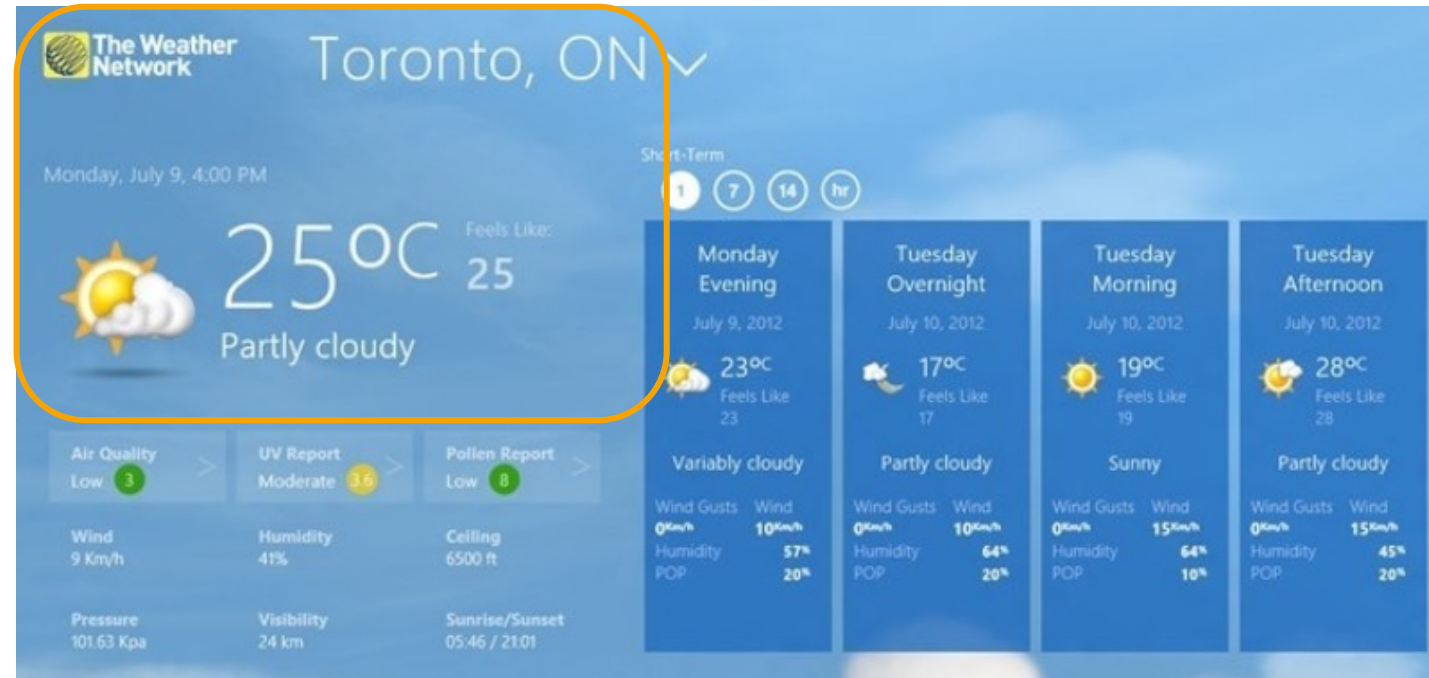 The Weather
Network
Toronto, ON
Monday, July 9, 4:00 PM
25ºC
Feels Like:
25
Partly cloudy
Air Quality
Low 3
UV Report
Moderate 3.6
Pollen Report
Low 8
Wind
9 Km/h
Humidity
41%
Ceiling
6500 ft
Pressure
101.63 Kpa
Visibility
24 km
Sunrise/Sunset
05:46 / 21:01
Short-Term
1 7 14 hr
Monday
Evening
July 9, 2012
23ºC
Feels Like
23
Variably cloudy
Wind Gusts Wind
0Km/h 10Km/h
Humidity 57%
POP 20%
Tuesday
Overnight
July 10, 2012
17ºC
Feels Like
17
Partly cloudy
Wind Gusts Wind
0Km/h 10Km/h
Humidity 64%
POP 20%
Tuesday
Morning
July 10, 2012
19ºC
Feels Like
19
Sunny
Wind Gusts Wind
0Km/h 15Km/h
Humidity 64%
POP 10%
Tuesday
Afternoon
July 10, 2012
28ºC
Feels Like
28
Partly cloudy
Wind Gusts Wind
0Km/h 15Km/h
Humidity 45%
POP 20%